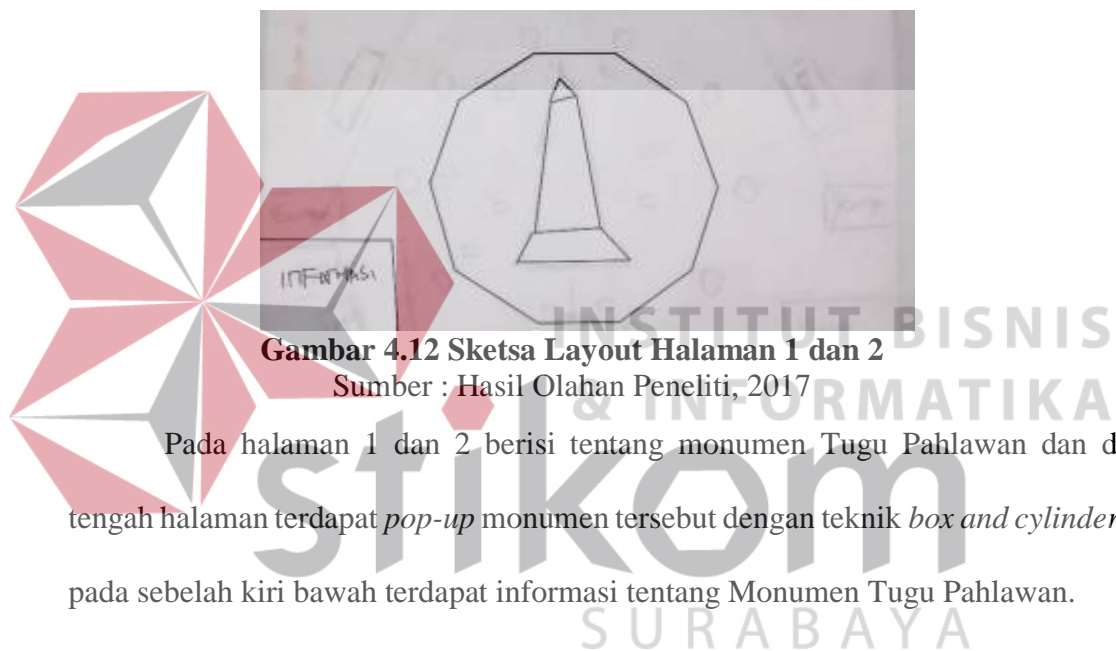 INFORMASI
INSTITUT BISNIS
Gambar 4.12 Sketsa Layout Halaman 1 dan 2
Sumber : Hasil Olahan Peneliti, 2017
& INFORMATIKA
Pada halaman 1 dan 2 berisi tentang monumen Tugu Pahlawan dan d
tengah halaman terdapat pop-up monumen tersebut dengan teknik box and cylinder
stikom
pada sebelah kiri bawah terdapat informasi tentang Monumen Tugu Pahlawan.
SURABAYA